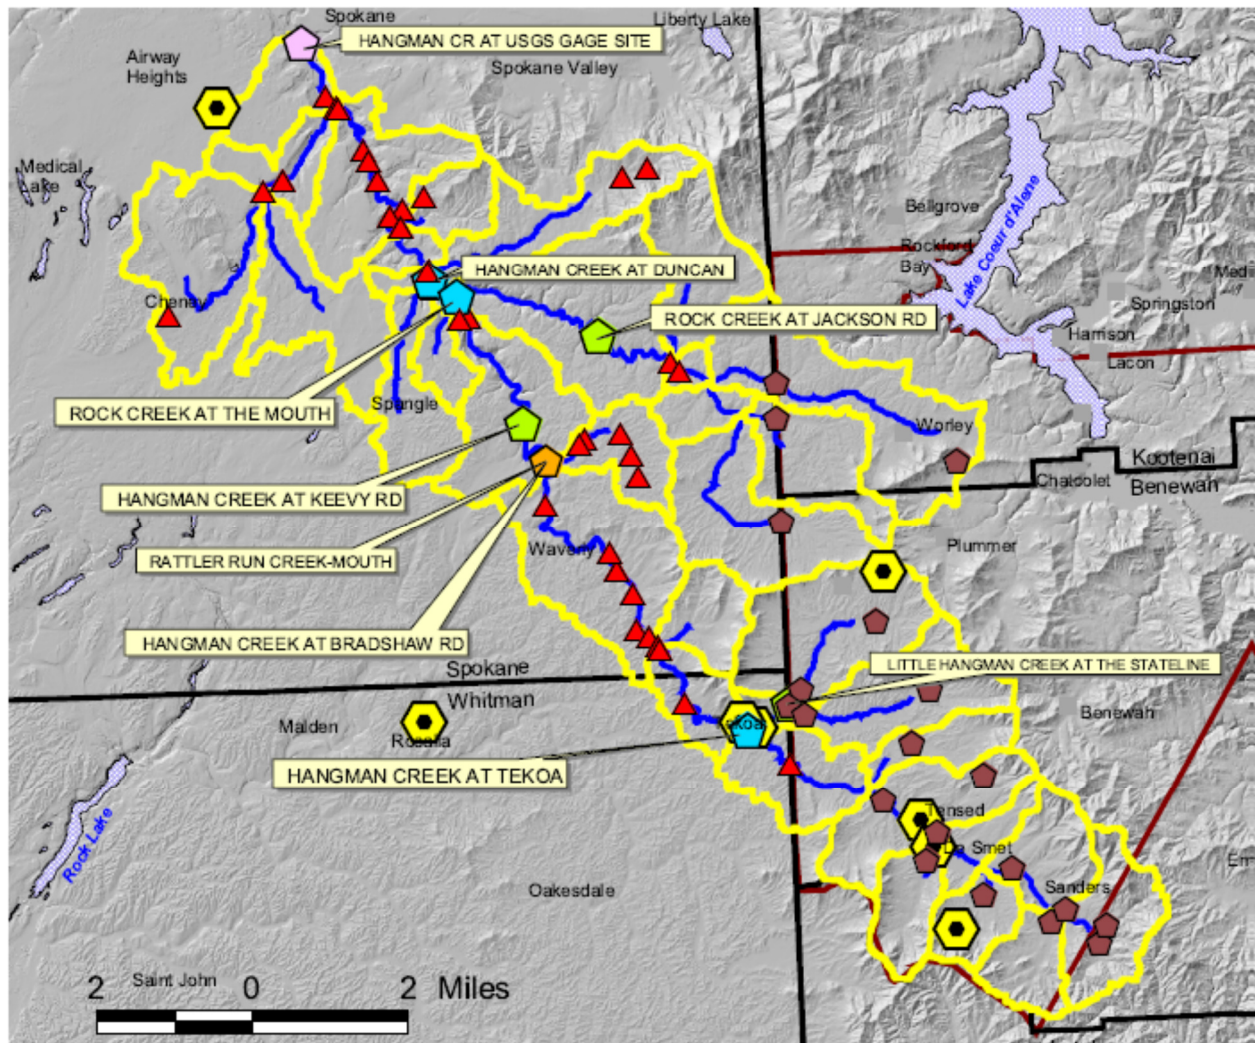 Spokane
Liberty Lake
HANGMAN CR AT USGS GAGE SITE
Airway
Heights
Spokane Valley
Medical
Lake
Bellgrove
Rockford
Bay
Lake Coeur d'Alene
HANGMAN CREEK AT DUNCAN
Medi
Springston
Cheney
ROCK CREEK AT JACKSON RD
Harrison
Lacon
ROCK CREEK AT THE MOUTH
Spangle
Worley
Kootenai
Chatcolet
Benewah
HANGMAN CREEK AT KEEVY RD
RATTLER RUN CREEK-MOUTH
Waverly
Plummer
HANGMAN CREEK AT BRADSHAW RD
LITTLE HANGMAN CREEK AT THE STATELINE
Spokane
Whitman
Malden
Rosalia
Tekoa
Benewah
HANGMAN CREEK AT TEKOA
Tensed
De Smet
Rock Lake
Em
Oakesdale
Sanders
Saint John
2 0 2 Miles